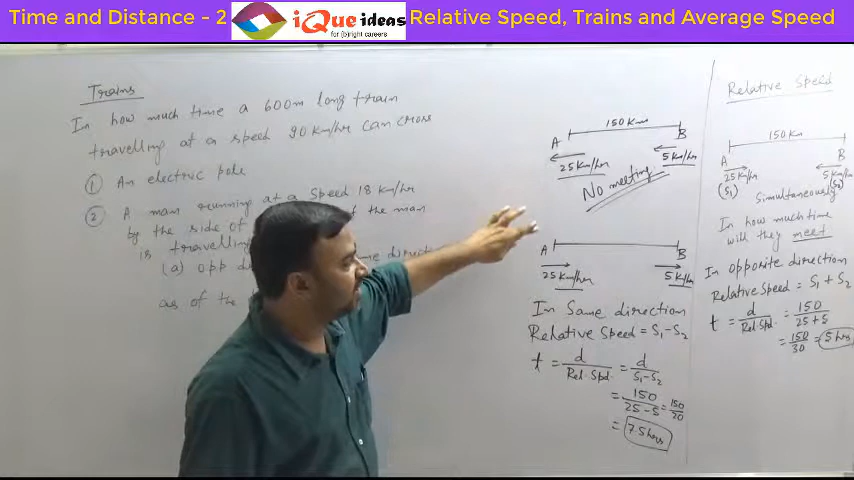 Time and Distance - 2
iQue ideas
for (b)right careers
Relative Speed, Trains and Average Speed
Trains
In how much time a 600m long train
travelling at a speed 90 km/hr can cross
① An electric pole
② A man running at a speed 18 km/hr
by the side of the man
is travelling
(a) opp direction
as of the
150 Kms
A B
25 Km/hr 5 km/hr
No meeting
A B
25 Km/hr 5 km/hr
In Same direction
Relative Speed = S₁-S₂
t = d/Rel. Spd. = d/S₁-S₂
= 150/25-5 = 150/20
= 7.5 hrs
Relative Speed
150 Km
A B
25 Km/hr 5 km/hr
(S₁) (S₂)
Simultaneously
In how much time
will they meet
In opposite direction
Relative Speed = S₁ + S₂
t = d/Rel. Spd = 150/25+5
= 150/30 = 5 hrs